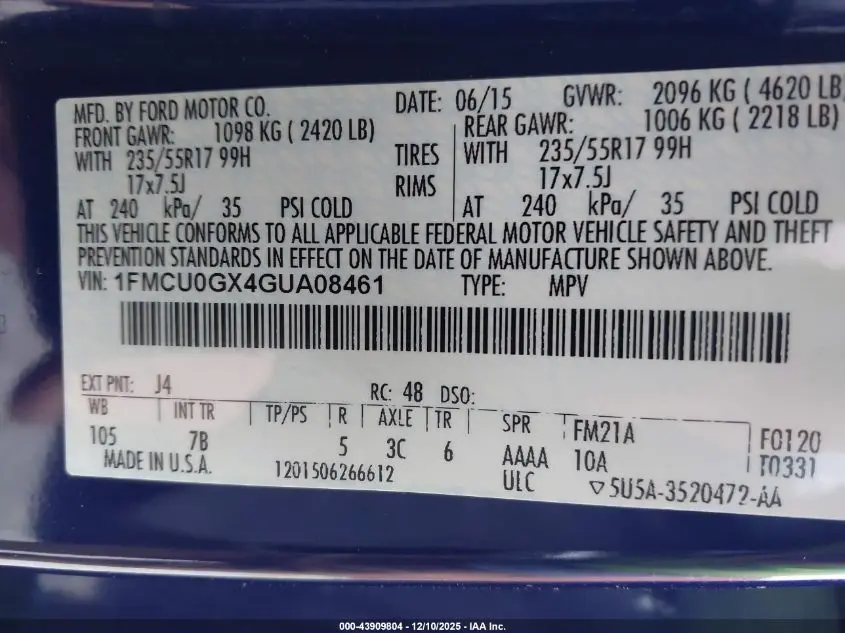 MFD. BY FORD MOTOR CO. DATE: 06/15 GVWR: 2096 KG ( 4620 LB
FRONT GAWR: 1098 KG ( 2420 LB) REAR GAWR: 1006 KG ( 2218 LB)
WITH 235/55R17 99H TIRES WITH 235/55R17 99H
17x7.5J RIMS 17x7.5J
AT 240 kPa/ 35 PSI COLD AT 240 kPa/ 35 PSI COLD
THIS VEHICLE CONFORMS TO ALL APPLICABLE FEDERAL MOTOR VEHICLE SAFETY AND THEFT
PREVENTION STANDARDS IN EFFECT ON THE DATE OF MANUFACTURE SHOWN ABOVE.
VIN: 1FMCU0GX4GUA08461 TYPE: MPV
EXT PNT: J4 RC: 48 DSO:
WB INT TR TP/PS R AXLE TR SPR FM21A F0120
105 7B 5 3C 6 AAAA 10A T0331
MADE IN U.S.A. 1201506266612 ULC ▽5U5A-3520472-AA
000-43909804 - 12/10/2025 - IAA Inc.